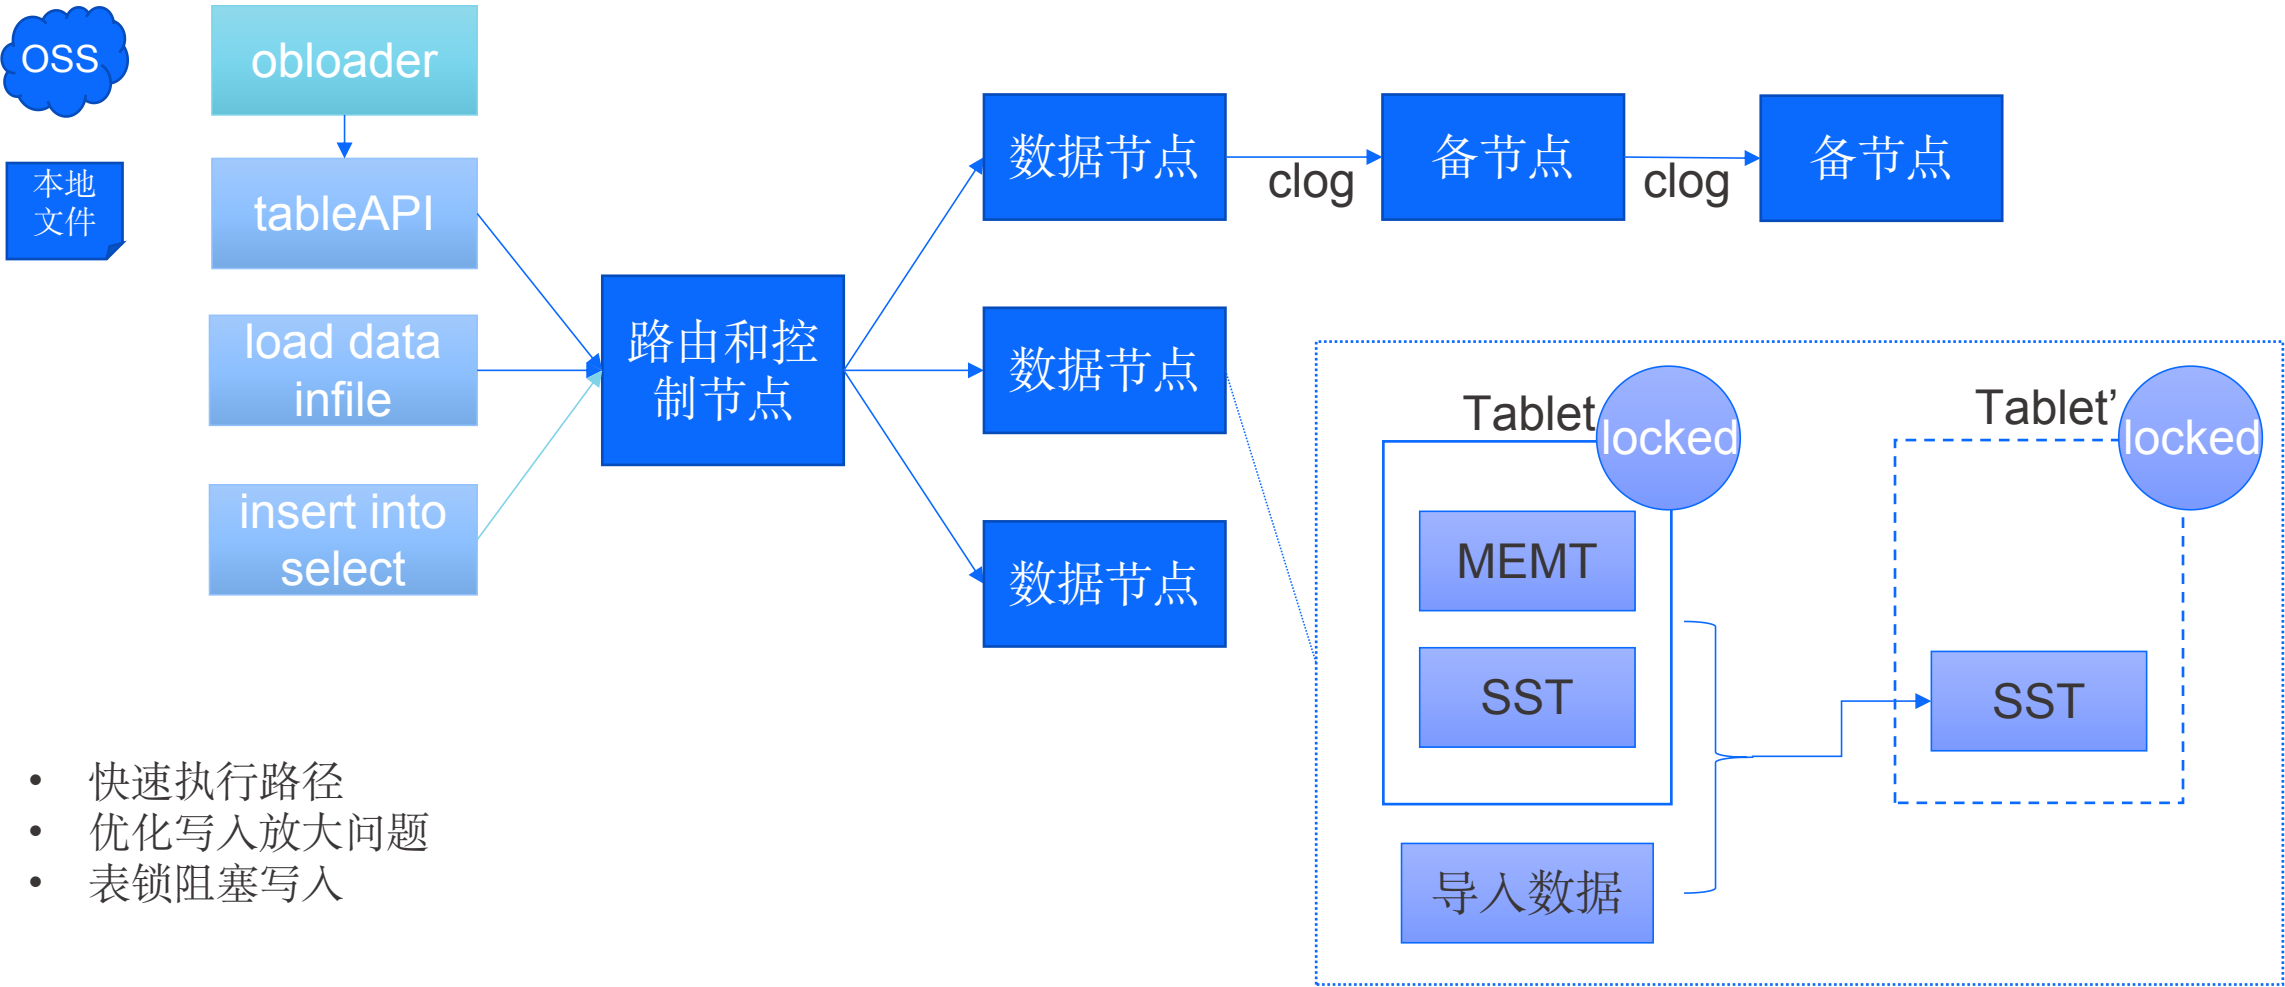 OSS
本地
文件
obloader
tableAPI
load data
infile
insert into
select
路由和控
制节点
数据节点
clog
备节点
clog
备节点
数据节点
数据节点
Tablet
locked
MEMT
SST
导入数据
Tablet’
locked
SST
• 快速执行路径
• 优化写入放大问题
• 表锁阻塞写入